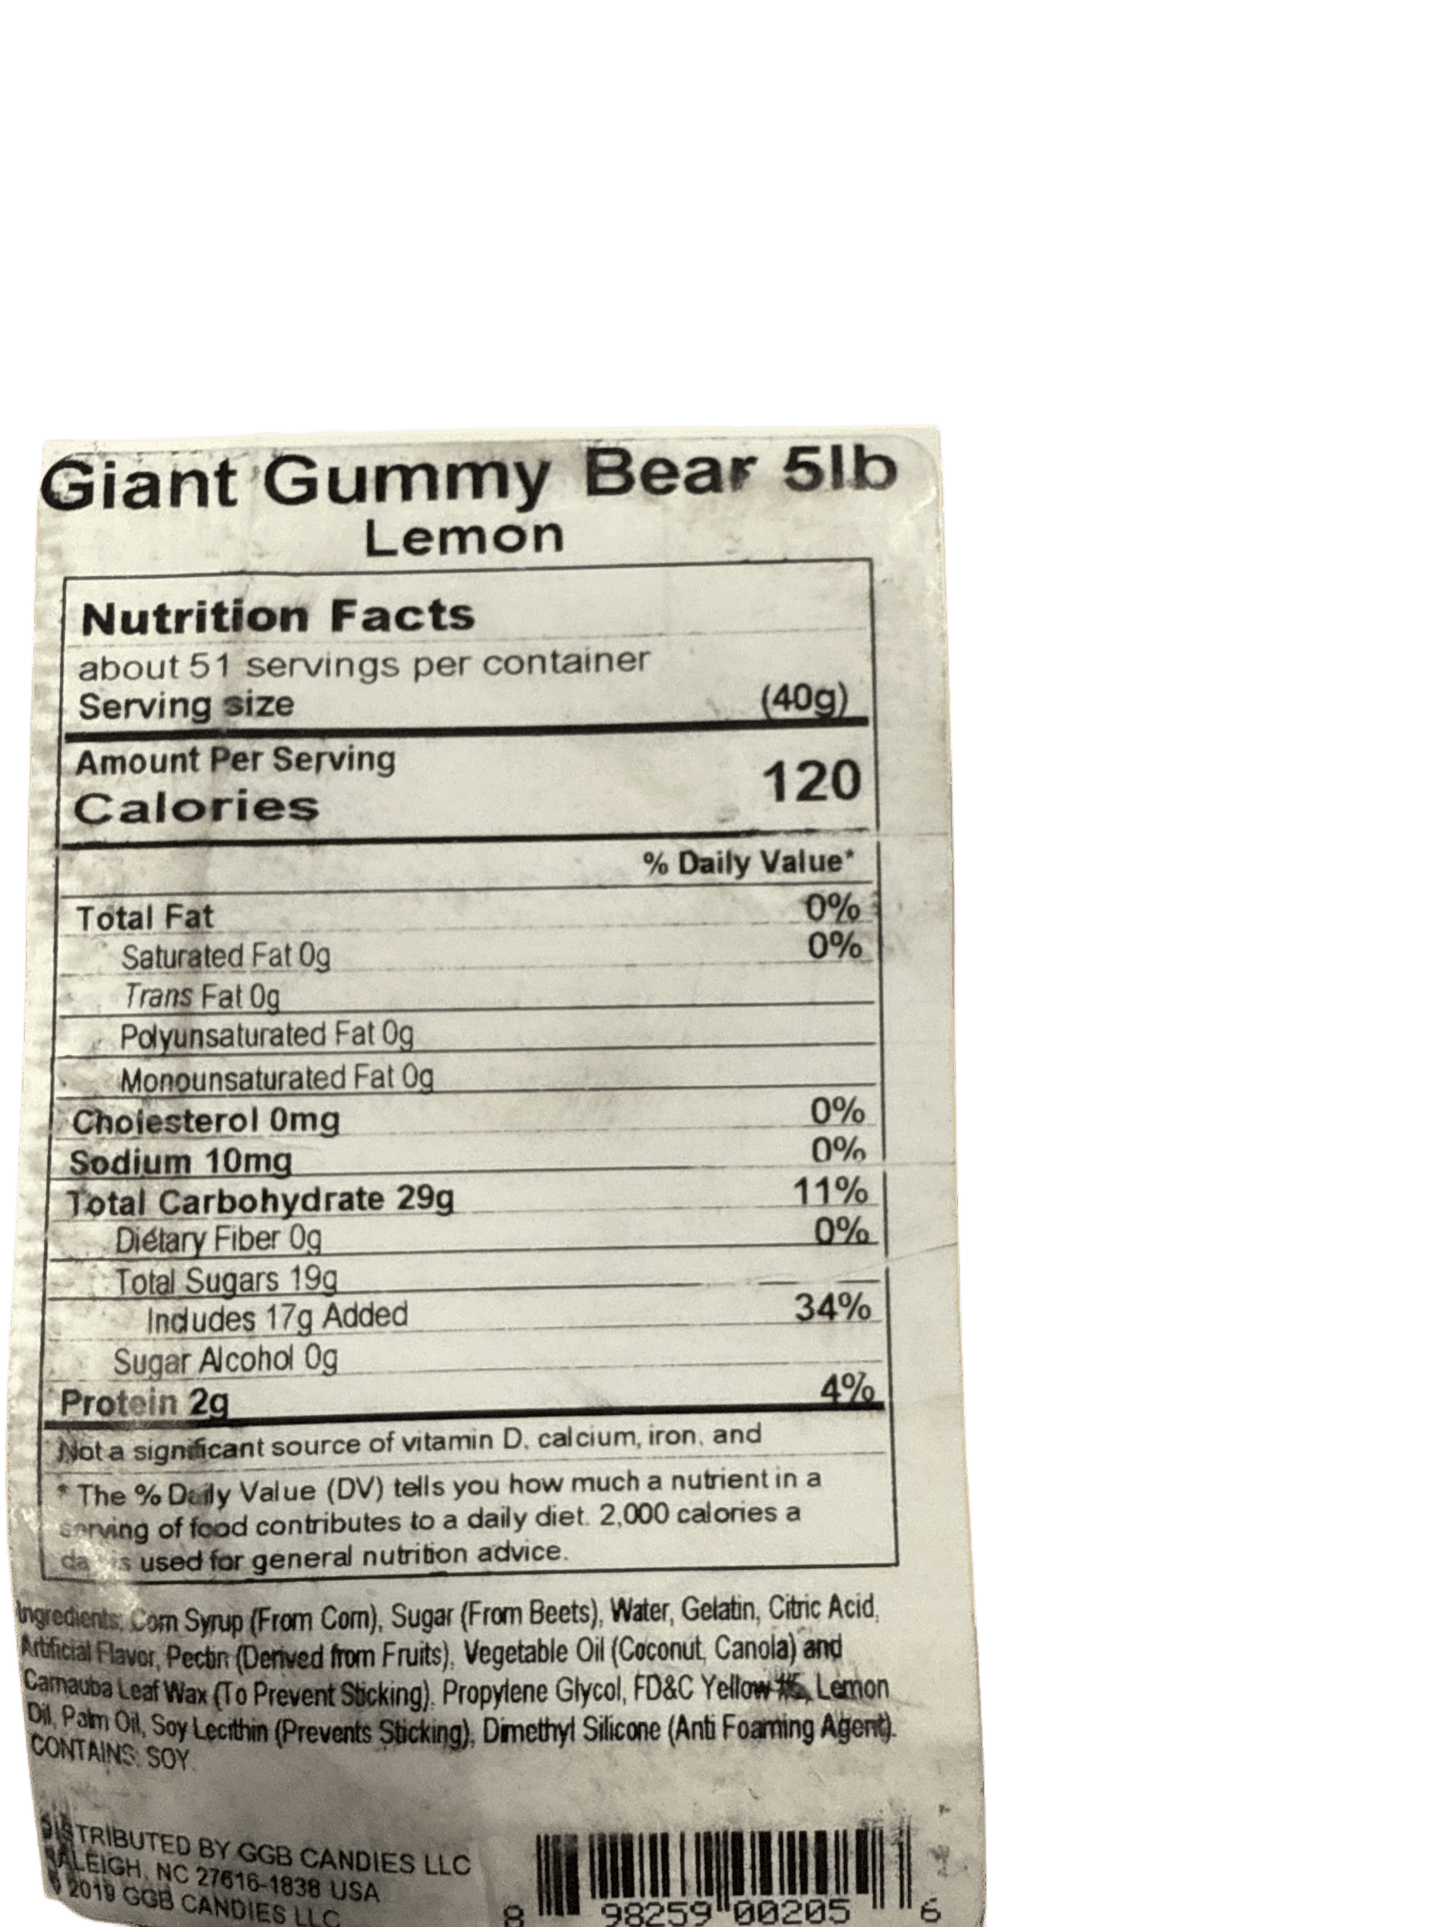 Giant Gummy Bear 5lb
Lemon
Nutrition Facts
about 51 servings per container
Serving size (40g)
Amount Per Serving
Calories 120
% Daily Value*
Total Fat 0%
Saturated Fat 0g 0%
Trans Fat 0g
Polyunsaturated Fat 0g
Monounsaturated Fat 0g
Cholesterol 0mg 0%
Sodium 10mg 0%
Total Carbohydrate 29g 11%
Dietary Fiber 0g 0%
Total Sugars 19g
Includes 17g Added 34%
Sugar Alcohol 0g
Protein 2g 4%
Not a significant source of vitamin D, calcium, iron, and
* The % Daily Value (DV) tells you how much a nutrient in a
serving of food contributes to a daily diet. 2,000 calories a
day is used for general nutrition advice.
Ingredients: Corn Syrup (From Corn), Sugar (From Beets), Water, Gelatin, Citric Acid,
Artificial Flavor, Pectin (Derived from Fruits), Vegetable Oil (Coconut, Canola) and
Carnauba Leaf Wax (To Prevent Sticking), Propylene Glycol, FD&C Yellow Lemon
Oil, Palm Oil, Soy Lecithin (Prevents Sticking), Dimethyl Silicone (Anti Foaming Agent).
CONTAINS: SOY
DISTRIBUTED BY GGB CANDIES LLC
RALEIGH, NC 27616-1838 USA
© 2019 GGB CANDIES LLC
8 98259 00205 6